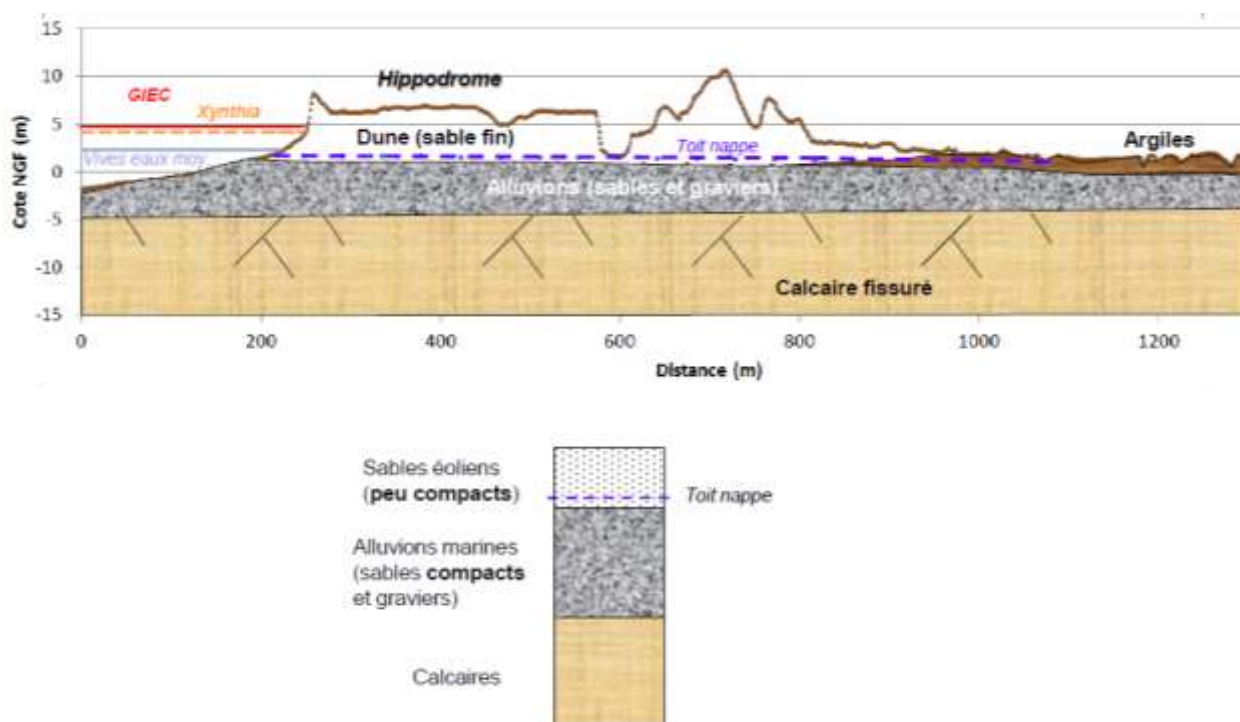 15
10
5
0
-5
-10
-15
Cote NGF (m)
GIEC
Xynthia
Vives eaux moy
Hippodrome
Dune (sable fin)
Toit nappe
Argiles
Alluvions (sables et graviers)
Calcaire fissuré
0
200
400
600
800
1000
1200
Distance (m)
Sables éoliens
(peu compacts)
Toit nappe
Alluvions marines
(sables compacts
et graviers)
Calcaires